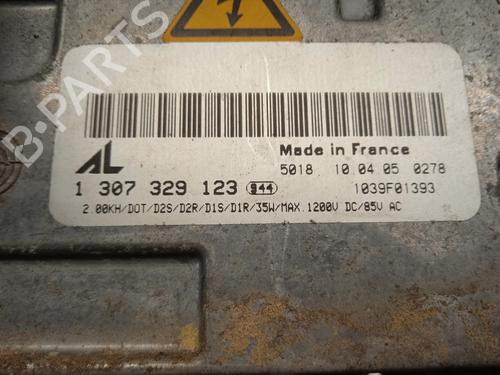 B-PARTS
AL
Made in France
5018 10.04.05 0278
1 307 329 123 944
1039F01393
2.00KH/DOT/D2S/D2R/D1S/D1R/35W/MAX.1200V DC/85V AC